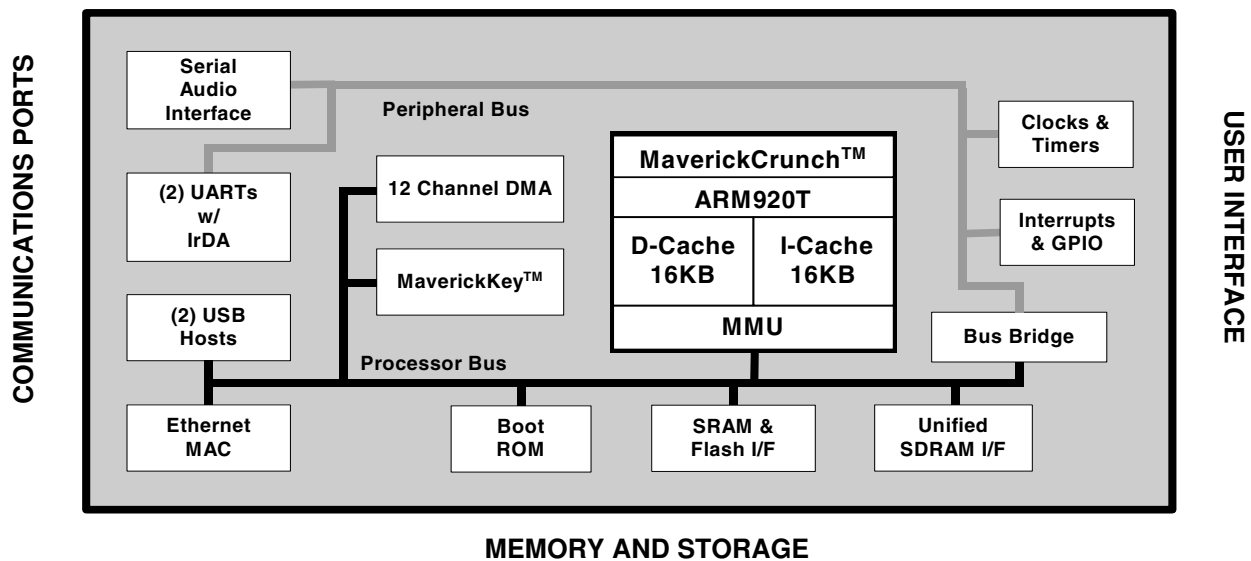 COMMUNICATIONS PORTS
Serial
Audio
Interface
Peripheral Bus
(2) UARTs
w/
IrDA
12 Channel DMA
MaverickKey™
(2) USB
Hosts
Processor Bus
MaverickCrunch™
ARM920T
D-Cache
16KB
I-Cache
16KB
MMU
Clocks &
Timers
Interrupts
& GPIO
Bus Bridge
Ethernet
MAC
Boot
ROM
SRAM &
Flash I/F
Unified
SDRAM I/F
USER INTERFACE
MEMORY AND STORAGE